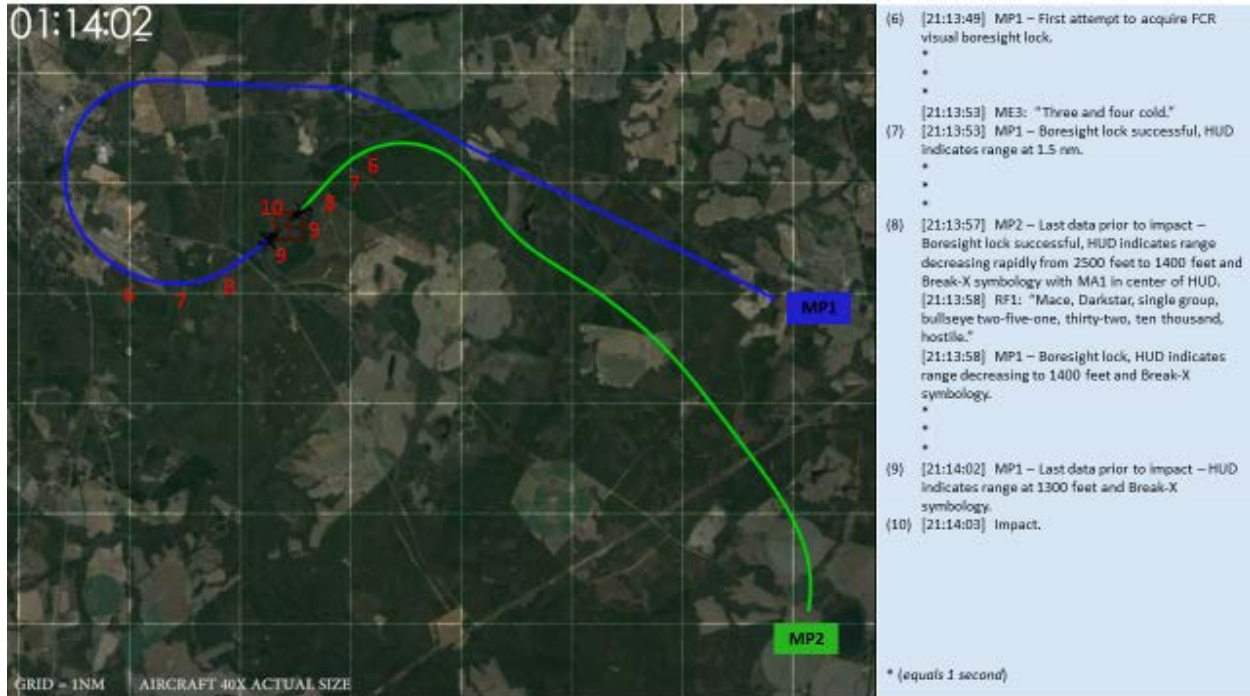 01:14:02
6
7
8
9
10
9
8
7
6
MP1
MP2
GRID = 1NM AIRCRAFT 40X ACTUAL SIZE
(6) [21:13:49] MP1 – First attempt to acquire FCR
visual boresight lock.
*
*
*
[21:13:53] ME3: “Three and four cold.”
(7) [21:13:53] MP1 – Boresight lock successful, HUD
indicates range at 1.5 nm.
*
*
*
(8) [21:13:57] MP2 – Last data prior to impact –
Boresight lock successful, HUD indicates range
decreasing rapidly from 2500 feet to 1400 feet and
Break-X symbology with MA1 in center of HUD.
[21:13:58] RF1: “Mace, Darkstar, single group,
bullseye two-five-one, thirty-two, ten thousand,
hostile.”
[21:13:58] MP1 – Boresight lock, HUD indicates
range decreasing to 1400 feet and Break-X
symbology.
*
*
*
(9) [21:14:02] MP1 – Last data prior to impact – HUD
indicates range at 1300 feet and Break-X
symbology.
(10) [21:14:03] Impact.
* (equals 1 second)